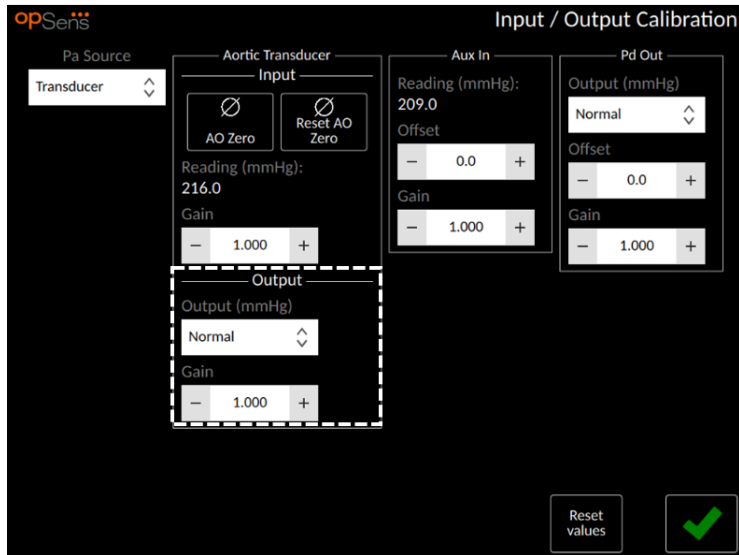 opSens
Input / Output Calibration
Pa Source
Transducer
Aortic Transducer
Input
AO Zero
Reset AO
Zero
Reading (mmHg):
216.0
Gain
− 1.000 +
Output
Output (mmHg)
Normal
Gain
− 1.000 +
Aux In
Reading (mmHg):
209.0
Offset
− 0.0 +
Gain
− 1.000 +
Pd Out
Output (mmHg)
Normal
Offset
− 0.0 +
Gain
− 1.000 +
Reset
values